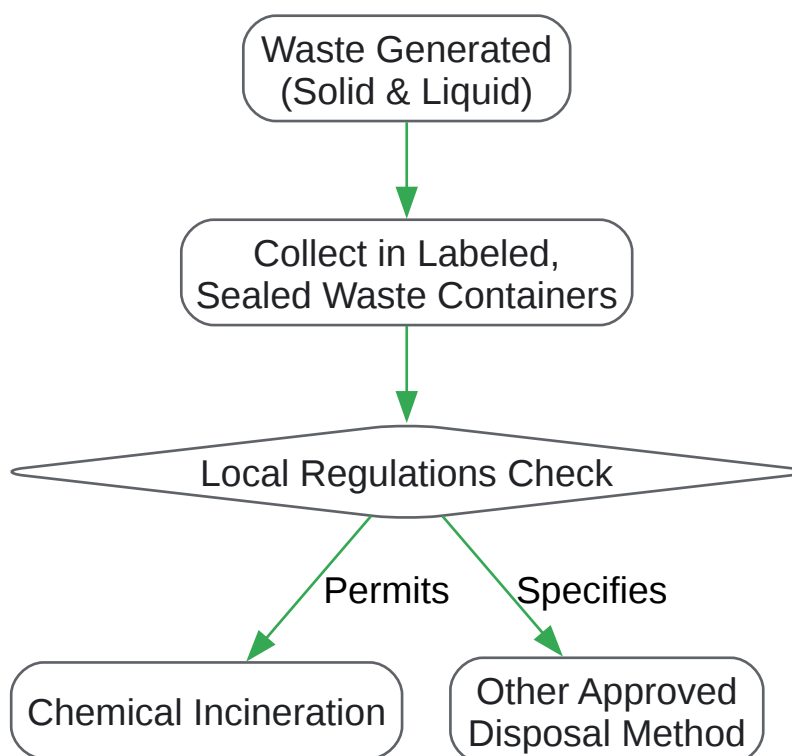 Waste Generated
(Solid & Liquid)
Collect in Labeled,
Sealed Waste Containers
Local Regulations Check
Permits
Specifies
Chemical Incineration
Other Approved
Disposal Method